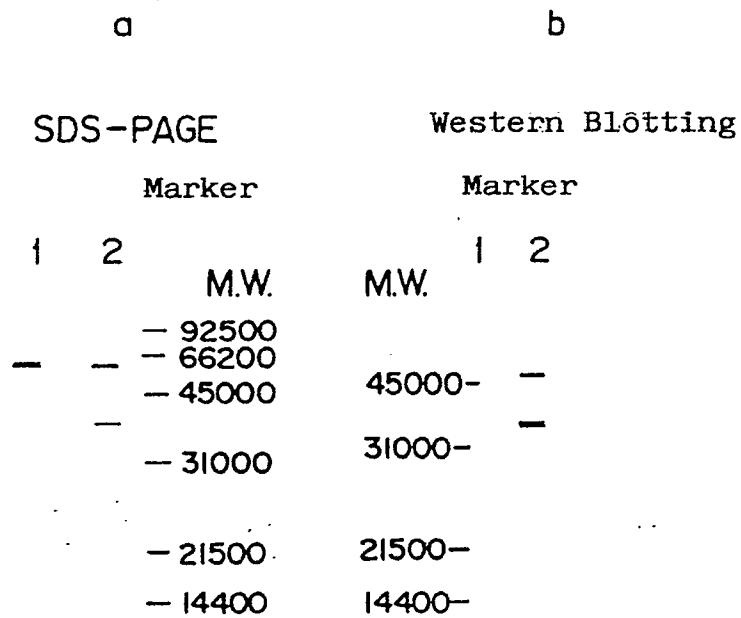 a b
SDS-PAGE Western Blotting
Marker Marker
1 2 1 2
M.W. M.W.
— 92500
— 66200
— 45000 45000-
— 31000 31000-
— 21500 21500-
— 14400 14400-